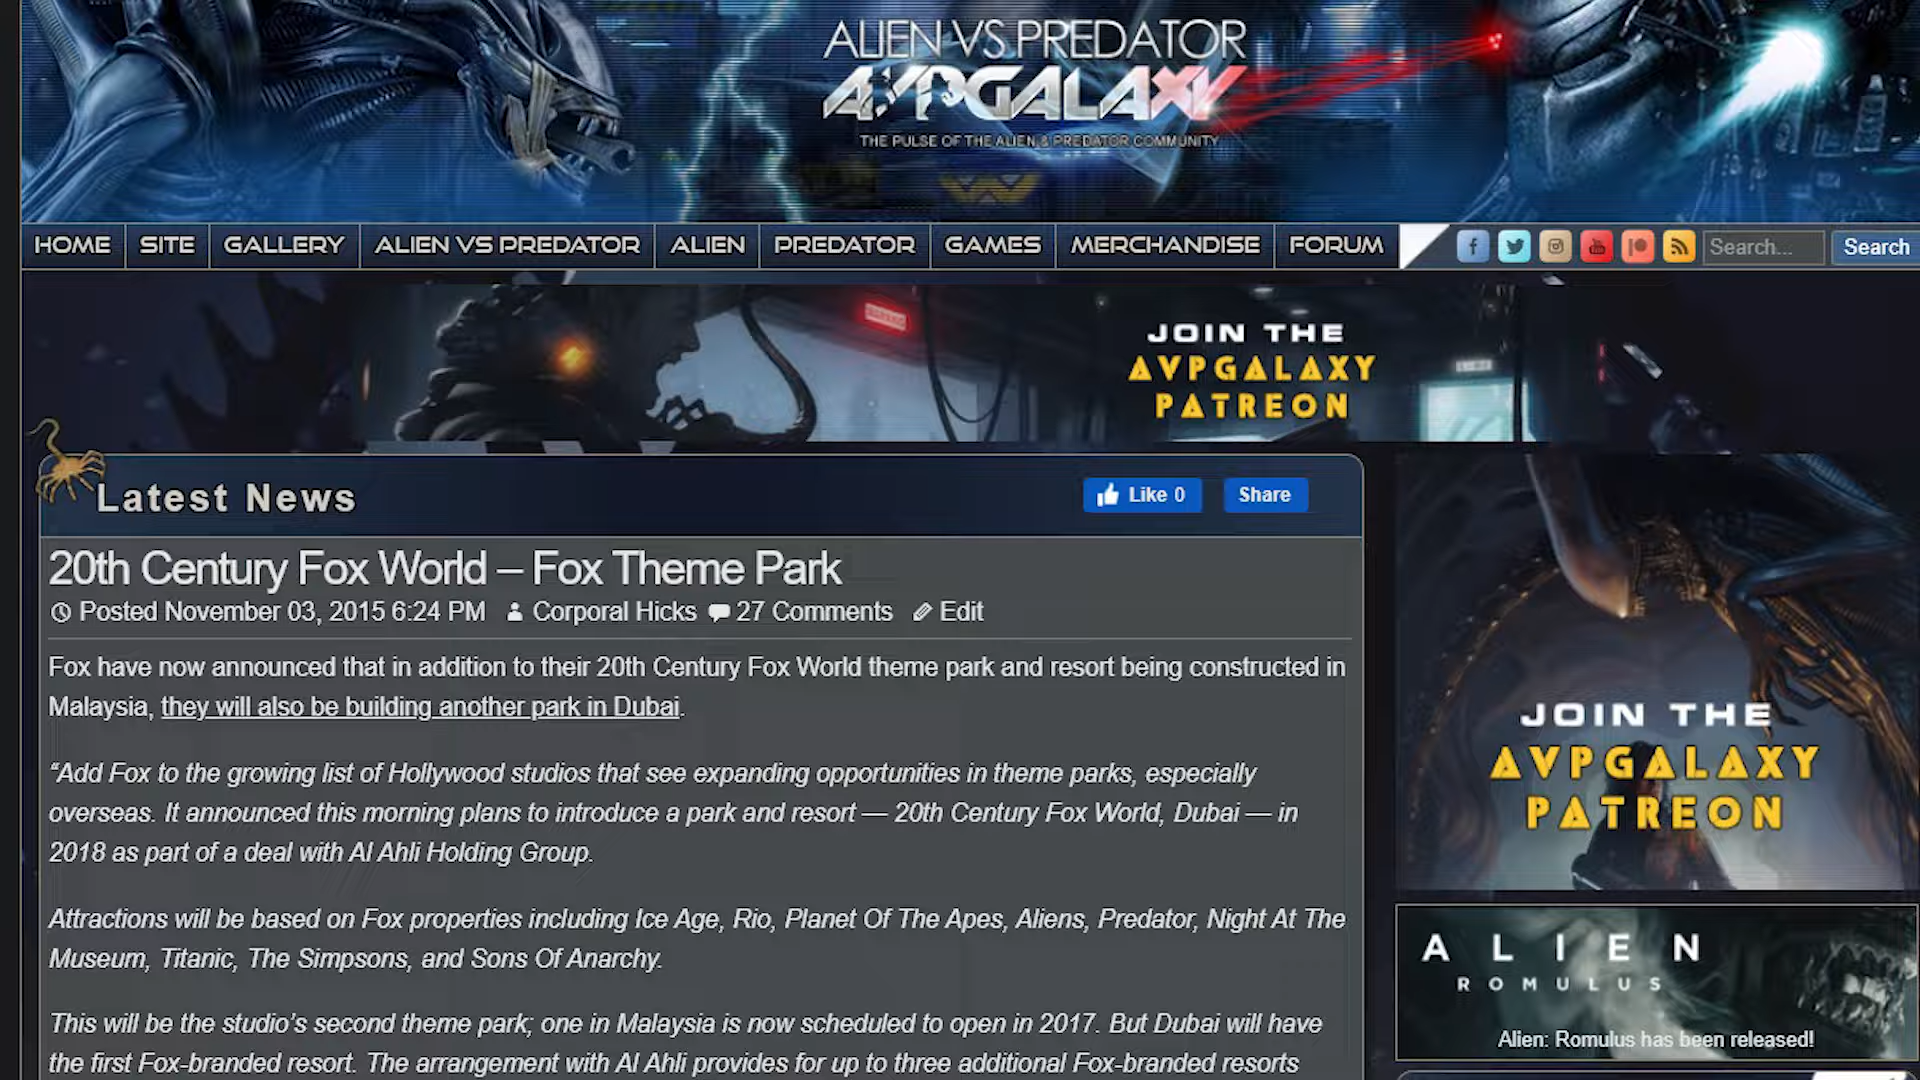 ALIEN VS PREDATOR
AVPGALAXY
THE PULSE OF THE ALIEN & PREDATOR COMMUNITY
HOME SITE GALLERY ALIEN VS PREDATOR ALIEN PREDATOR GAMES MERCHANDISE FORUM Search... Search
JOIN THE
AVPGALAXY
PATREON
Latest News
Like 0 Share
20th Century Fox World – Fox Theme Park
Posted November 03, 2015 6:24 PM Corporal Hicks 27 Comments Edit
Fox have now announced that in addition to their 20th Century Fox World theme park and resort being constructed in
Malaysia, they will also be building another park in Dubai.
“Add Fox to the growing list of Hollywood studios that see expanding opportunities in theme parks, especially
overseas. It announced this morning plans to introduce a park and resort — 20th Century Fox World, Dubai — in
2018 as part of a deal with Al Ahli Holding Group.
Attractions will be based on Fox properties including Ice Age, Rio, Planet Of The Apes, Aliens, Predator, Night At The
Museum, Titanic, The Simpsons, and Sons Of Anarchy.
This will be the studio’s second theme park; one in Malaysia is now scheduled to open in 2017. But Dubai will have
the first Fox-branded resort. The arrangement with Al Ahli provides for up to three additional Fox-branded resorts
JOIN THE
AVPGALAXY
PATREON
ALIEN
ROMULUS
Alien: Romulus has been released!